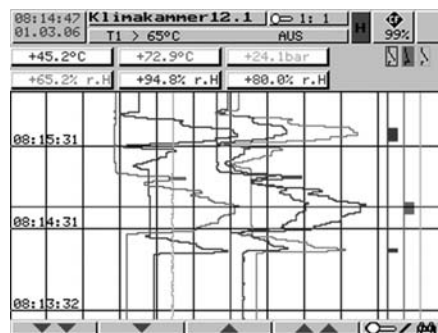 08:14:47 Klimakammer12.1 1: 1 H 99%
01.03.06 T1 > 65°C AUS
+45.2°C +72.9°C +24.1bar
+65.2% r.H +94.8% r.H +80.0% r.H
08:15:31
08:14:31
08:13:32